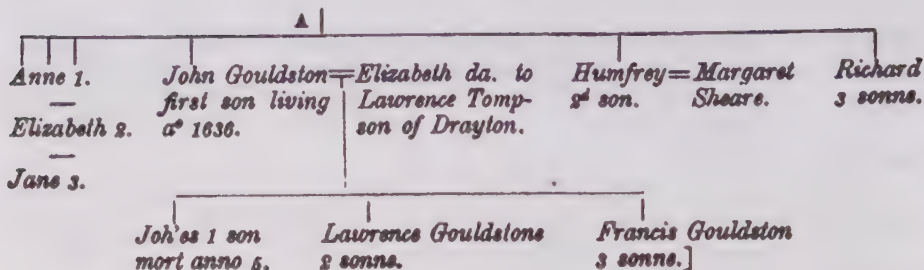 A
Anne 1.
Elizabeth 2.
Jane 3.
John Gouldston=Elizabeth da. to
first son living Lawrence Tomp-
aº 1636. son of Drayton.
Humfrey=Margaret
2d son. Sheare.
Richard
3 sonne.
Joh'es 1 son
mort anno 5.
Lawrence Gouldstone
2 sonne.
Francis Gouldston
3 sonne.]